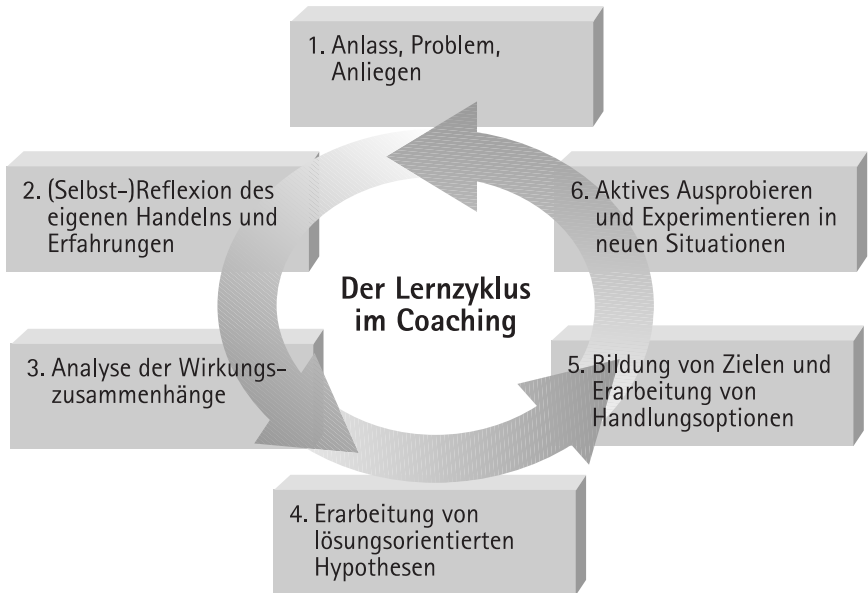 1. Anlass, Problem,
Anliegen
2. (Selbst-)Reflexion des
eigenen Handelns und
Erfahrungen
3. Analyse der Wirkungs-
zusammenhänge
4. Erarbeitung von
lösungsorientierten
Hypothesen
5. Bildung von Zielen und
Erarbeitung von
Handlungsoptionen
6. Aktives Ausprobieren
und Experimentieren in
neuen Situationen
Der Lernzyklus
im Coaching